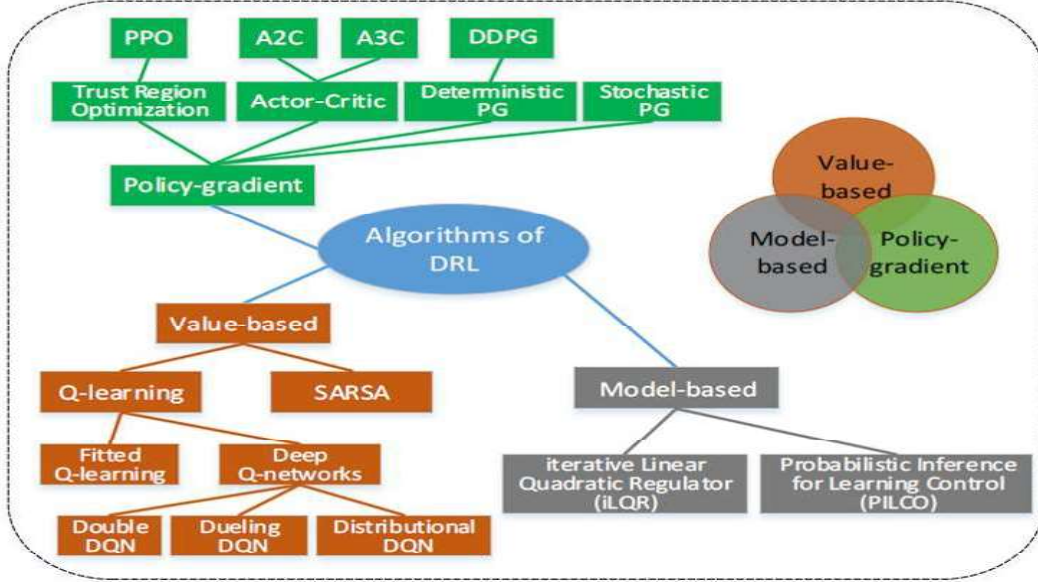 PPO
A2C
A3C
DDPG
Trust Region
Optimization
Actor-Critic
Deterministic
PG
Stochastic
PG
Policy-gradient
Algorithms of
DRL
Value-
based
Model-
based
Policy-
gradient
Value-based
Q-learning
SARSA
Model-based
Fitted
Q-learning
Deep
Q-networks
iterative Linear
Quadratic Regulator
(iLQR)
Probabilistic Inference
for Learning Control
(PILCO)
Double
DQN
Dueling
DQN
Distributional
DQN